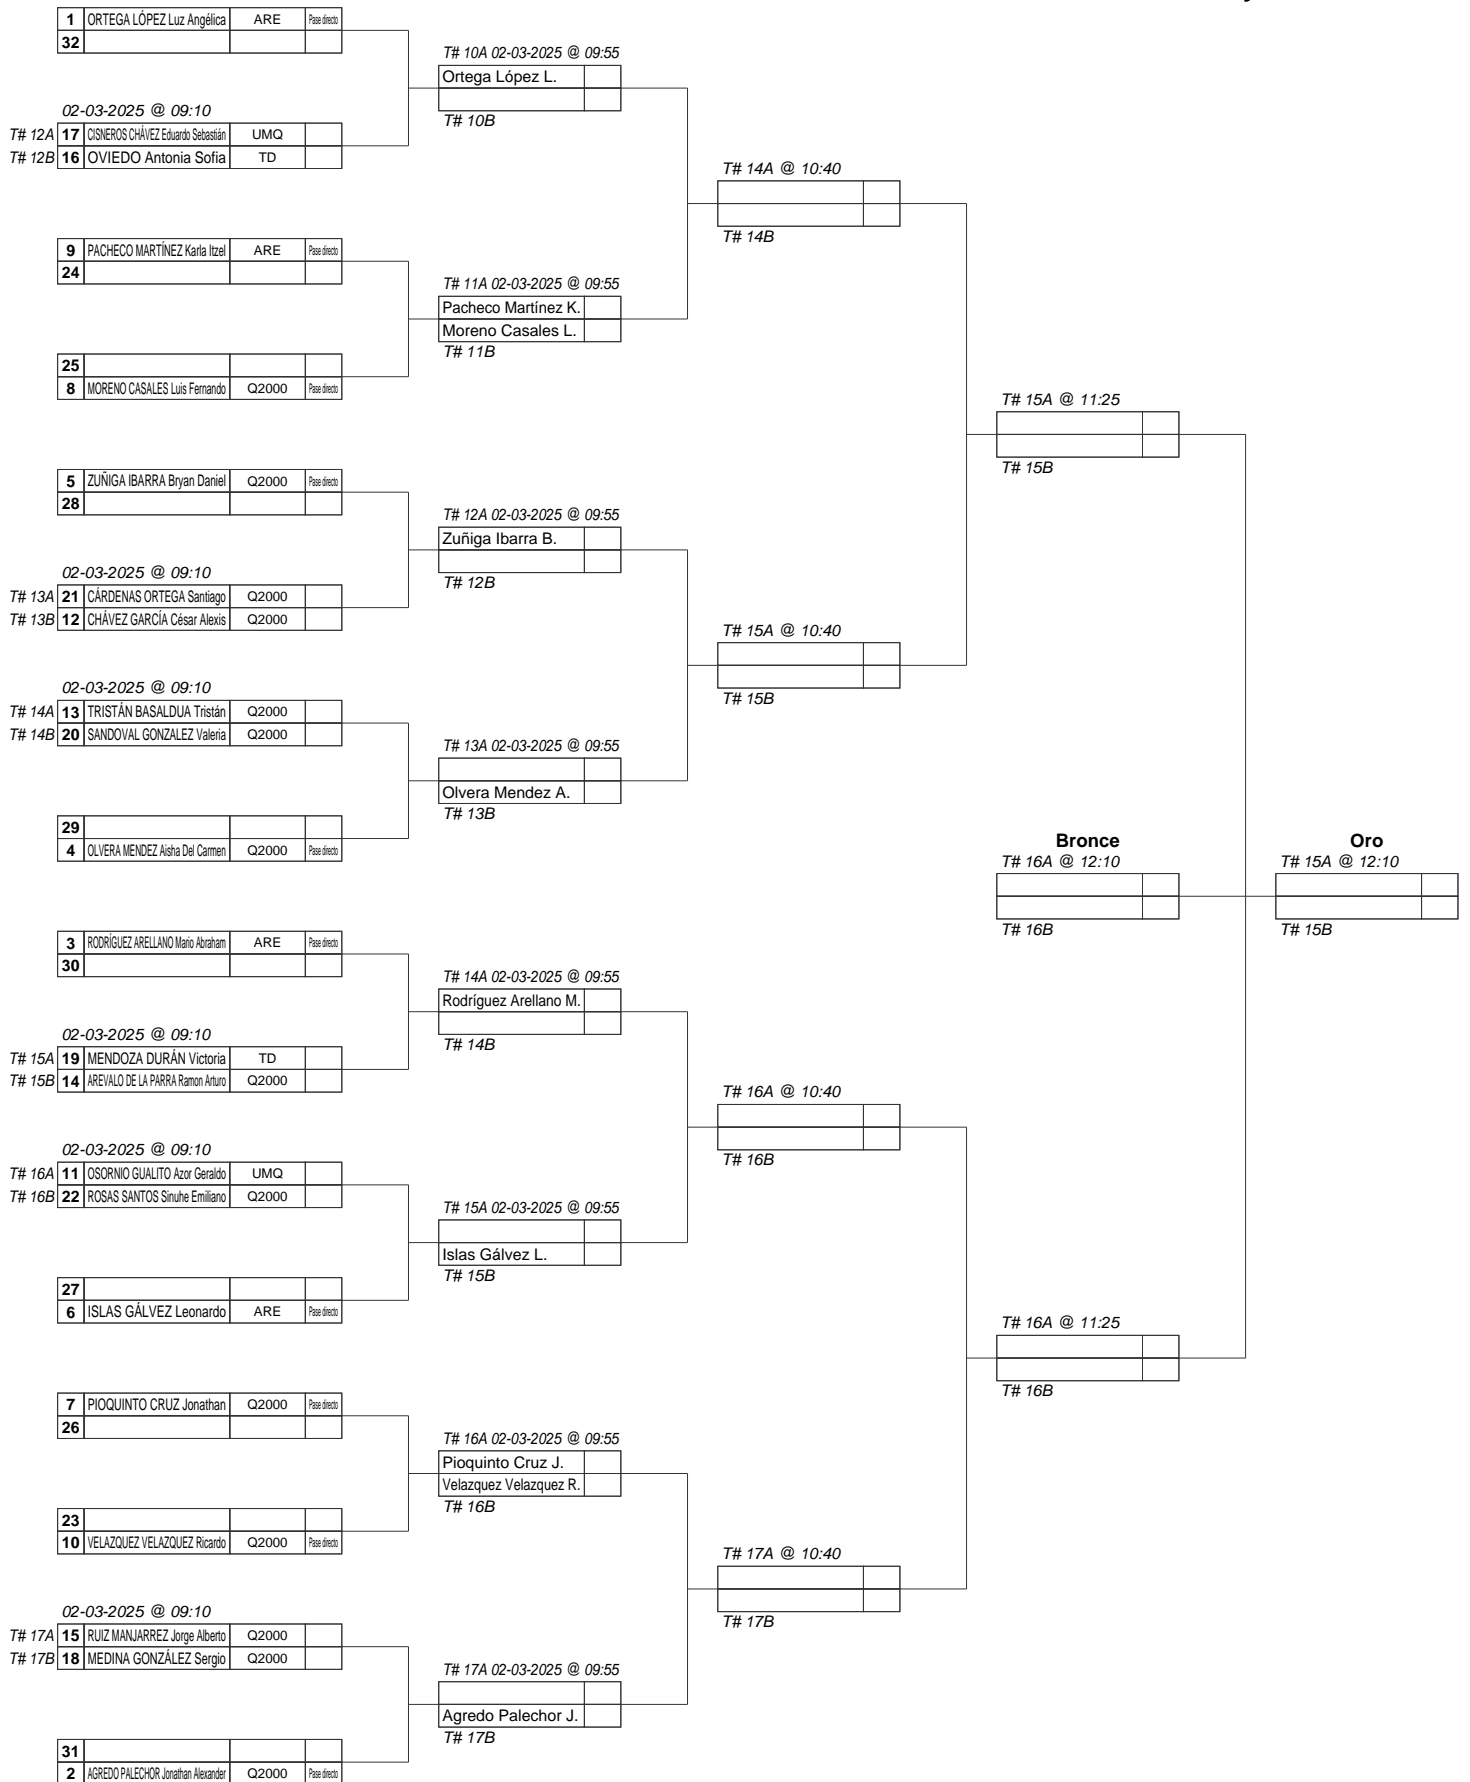 1 ORTEGA LÓPEZ Luz Angélica ARE Pase directo
32
T# 10A 02-03-2025 @ 09:55
Ortega López L.
T# 10B
02-03-2025 @ 09:10
T# 12A 17 CISNEROS CHÁVEZ Eduardo Sebastián UMQ
T# 12B 16 OVIEDO Antonia Sofia TD
T# 14A @ 10:40
T# 14B
9 PACHECO MARTÍNEZ Karla Itzel ARE Pase directo
24
T# 11A 02-03-2025 @ 09:55
Pacheco Martínez K.
Moreno Casales L.
T# 11B
25
8 MORENO CASALES Luis Fernando Q2000 Pase directo
T# 15A @ 11:25
T# 15B
5 ZUÑIGA IBARRA Bryan Daniel Q2000 Pase directo
28
T# 12A 02-03-2025 @ 09:55
Zuñiga Ibarra B.
T# 12B
02-03-2025 @ 09:10
T# 13A 21 CÁRDENAS ORTEGA Santiago Q2000
T# 13B 12 CHÁVEZ GARCÍA César Alexis Q2000
T# 15A @ 10:40
T# 15B
02-03-2025 @ 09:10
T# 14A 13 TRISTÁN BASALDUA Tristán Q2000
T# 14B 20 SANDOVAL GONZALEZ Valeria Q2000
T# 13A 02-03-2025 @ 09:55
Olvera Mendez A.
T# 13B
29
4 OLVERA MENDEZ Aisha Del Carmen Q2000 Pase directo
Bronce Oro
T# 16A @ 12:10 T# 15A @ 12:10
T# 16B T# 15B
3 RODRÍGUEZ ARELLANO Mario Abraham ARE Pase directo
30
T# 14A 02-03-2025 @ 09:55
Rodríguez Arellano M.
T# 14B
02-03-2025 @ 09:10
T# 15A 19 MENDOZA DURÁN Victoria TD
T# 15B 14 AREVALO DE LA PARRA Ramon Arturo Q2000
T# 16A @ 10:40
T# 16B
02-03-2025 @ 09:10
T# 16A 11 OSORNIO GUALITO Azor Geraldo UMQ
T# 16B 22 ROSAS SANTOS Sinuhe Emiliano Q2000
T# 15A 02-03-2025 @ 09:55
Islas Gálvez L.
T# 15B
27
6 ISLAS GÁLVEZ Leonardo ARE Pase directo
T# 16A @ 11:25
T# 16B
7 PIOQUINTO CRUZ Jonathan Q2000 Pase directo
26
T# 16A 02-03-2025 @ 09:55
Pioquinto Cruz J.
Velazquez Velazquez R.
T# 16B
23
10 VELAZQUEZ VELAZQUEZ Ricardo Q2000 Pase directo
T# 17A @ 10:40
T# 17B
02-03-2025 @ 09:10
T# 17A 15 RUIZ MANJARREZ Jorge Alberto Q2000
T# 17B 18 MEDINA GONZÁLEZ Sergio Q2000
T# 17A 02-03-2025 @ 09:55
Agredo Palechor J.
T# 17B
31
2 AGREDO PALECHOR Jonathan Alexander Q2000 Pase directo